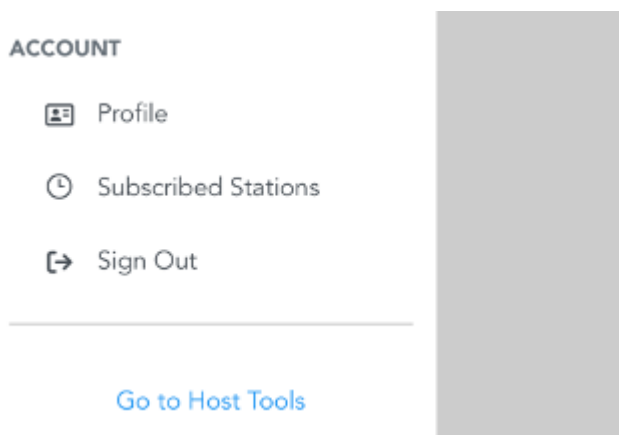 ACCOUNT
Profile
Subscribed Stations
Sign Out
Go to Host Tools